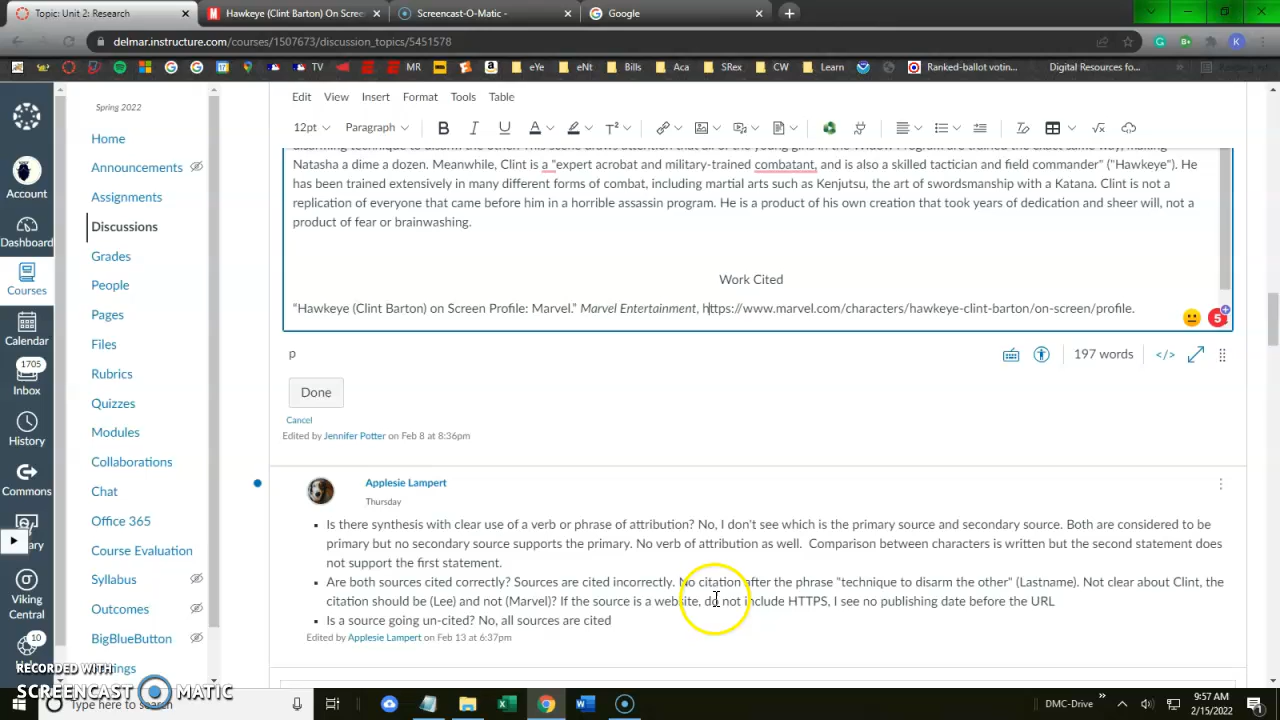 Topic: Unit 2: Research
Hawkeye (Clint Barton) On Scree
Screencast-O-Matic -
Google
delmar.instructure.com/courses/1507673/discussion_topics/5451578
TV
MR
eYe
eNt
Bills
Aca
SRex
CW
Learn
Ranked-ballot votin...
Digital Resources fo...
Spring 2022
Home
Announcements
Assignments
Discussions
Grades
People
Pages
Files
Rubrics
Quizzes
Modules
Collaborations
Chat
Office 365
Course Evaluation
Syllabus
Attendance
BigBlueButton
Account
Dashboard
Courses
Calendar
1705
Inbox
History
Commons
Viking
Central
10
Edit View Insert Format Tools Table
12pt Paragraph
Natasha a dime a dozen. Meanwhile, Clint is a "expert acrobat and military-trained combatant, and is also a skilled tactician and field commander" ("Hawkeye"). He
has been trained extensively in many different forms of combat, including martial arts such as Kenjutsu, the art of swordsmanship with a Katana. Clint is not a
replication of everyone that came before him in a horrible assassin program. He is a product of his own creation that took years of dedication and sheer will, not a
product of fear or brainwashing.
Work Cited
“Hawkeye (Clint Barton) on Screen Profile: Marvel.” Marvel Entertainment, https://www.marvel.com/characters/hawkeye-clint-barton/on-screen/profile.
5
p
197 words
</>
Done
Cancel
Edited by Jennifer Potter on Feb 8 at 8:36pm
Applesie Lampert
Thursday
Is there synthesis with clear use of a verb or phrase of attribution? No, I don't see which is the primary source and secondary source. Both are considered to be
primary but no secondary source supports the primary. No verb of attribution as well. Comparison between characters is written but the second statement does
not support the first statement.
Are both sources cited correctly? Sources are cited incorrectly. No citation after the phrase "technique to disarm the other" (Lastname). Not clear about Clint, the
citation should be (Lee) and not (Marvel)? If the source is a website, do not include HTTPS, I see no publishing date before the URL
Is a source going un-cited? No, all sources are cited
Edited by Applesie Lampert on Feb 13 at 6:37pm
RECORDED WITH
SCREENCAST MATIC
Type here to search
DMC-Drive
9:57 AM
2/15/2022